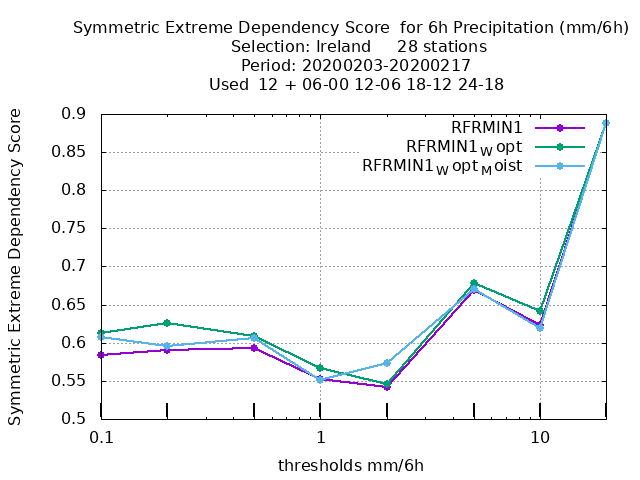 Symmetric Extreme Dependency Score  for 6h Precipitation (mm/6h)
Selection: Ireland     28 stations
Period: 20200203-20200217
Used  12 + 06-00 12-06 18-12 24-18
Symmetric Extreme Dependency Score
0.9
0.85
0.8
0.75
0.7
0.65
0.6
0.55
0.5
RFRMIN1
RFRMIN1Wopt
RFRMIN1WoptMoist
0.1
1
10
thresholds mm/6h